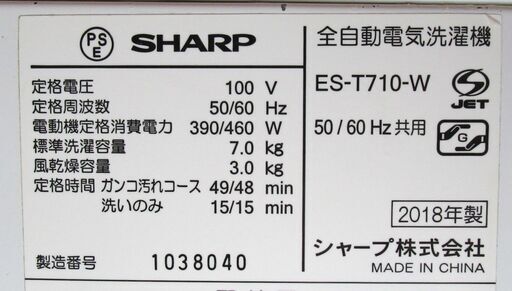 PSE SHARP
全自動電気洗濯機
ES-T710-W
S JET
定格電圧 100 V
定格周波数 50/60 Hz
電動機定格消費電力 390/460 W
標準洗濯容量 7.0 kg
風乾燥容量 3.0 kg
定格時間 ガンコ汚れコース 49/48 min
洗いのみ 15/15 min
製造番号 1038040
50/60Hz共用
G
2018年製
シャープ株式会社
MADE IN CHINA